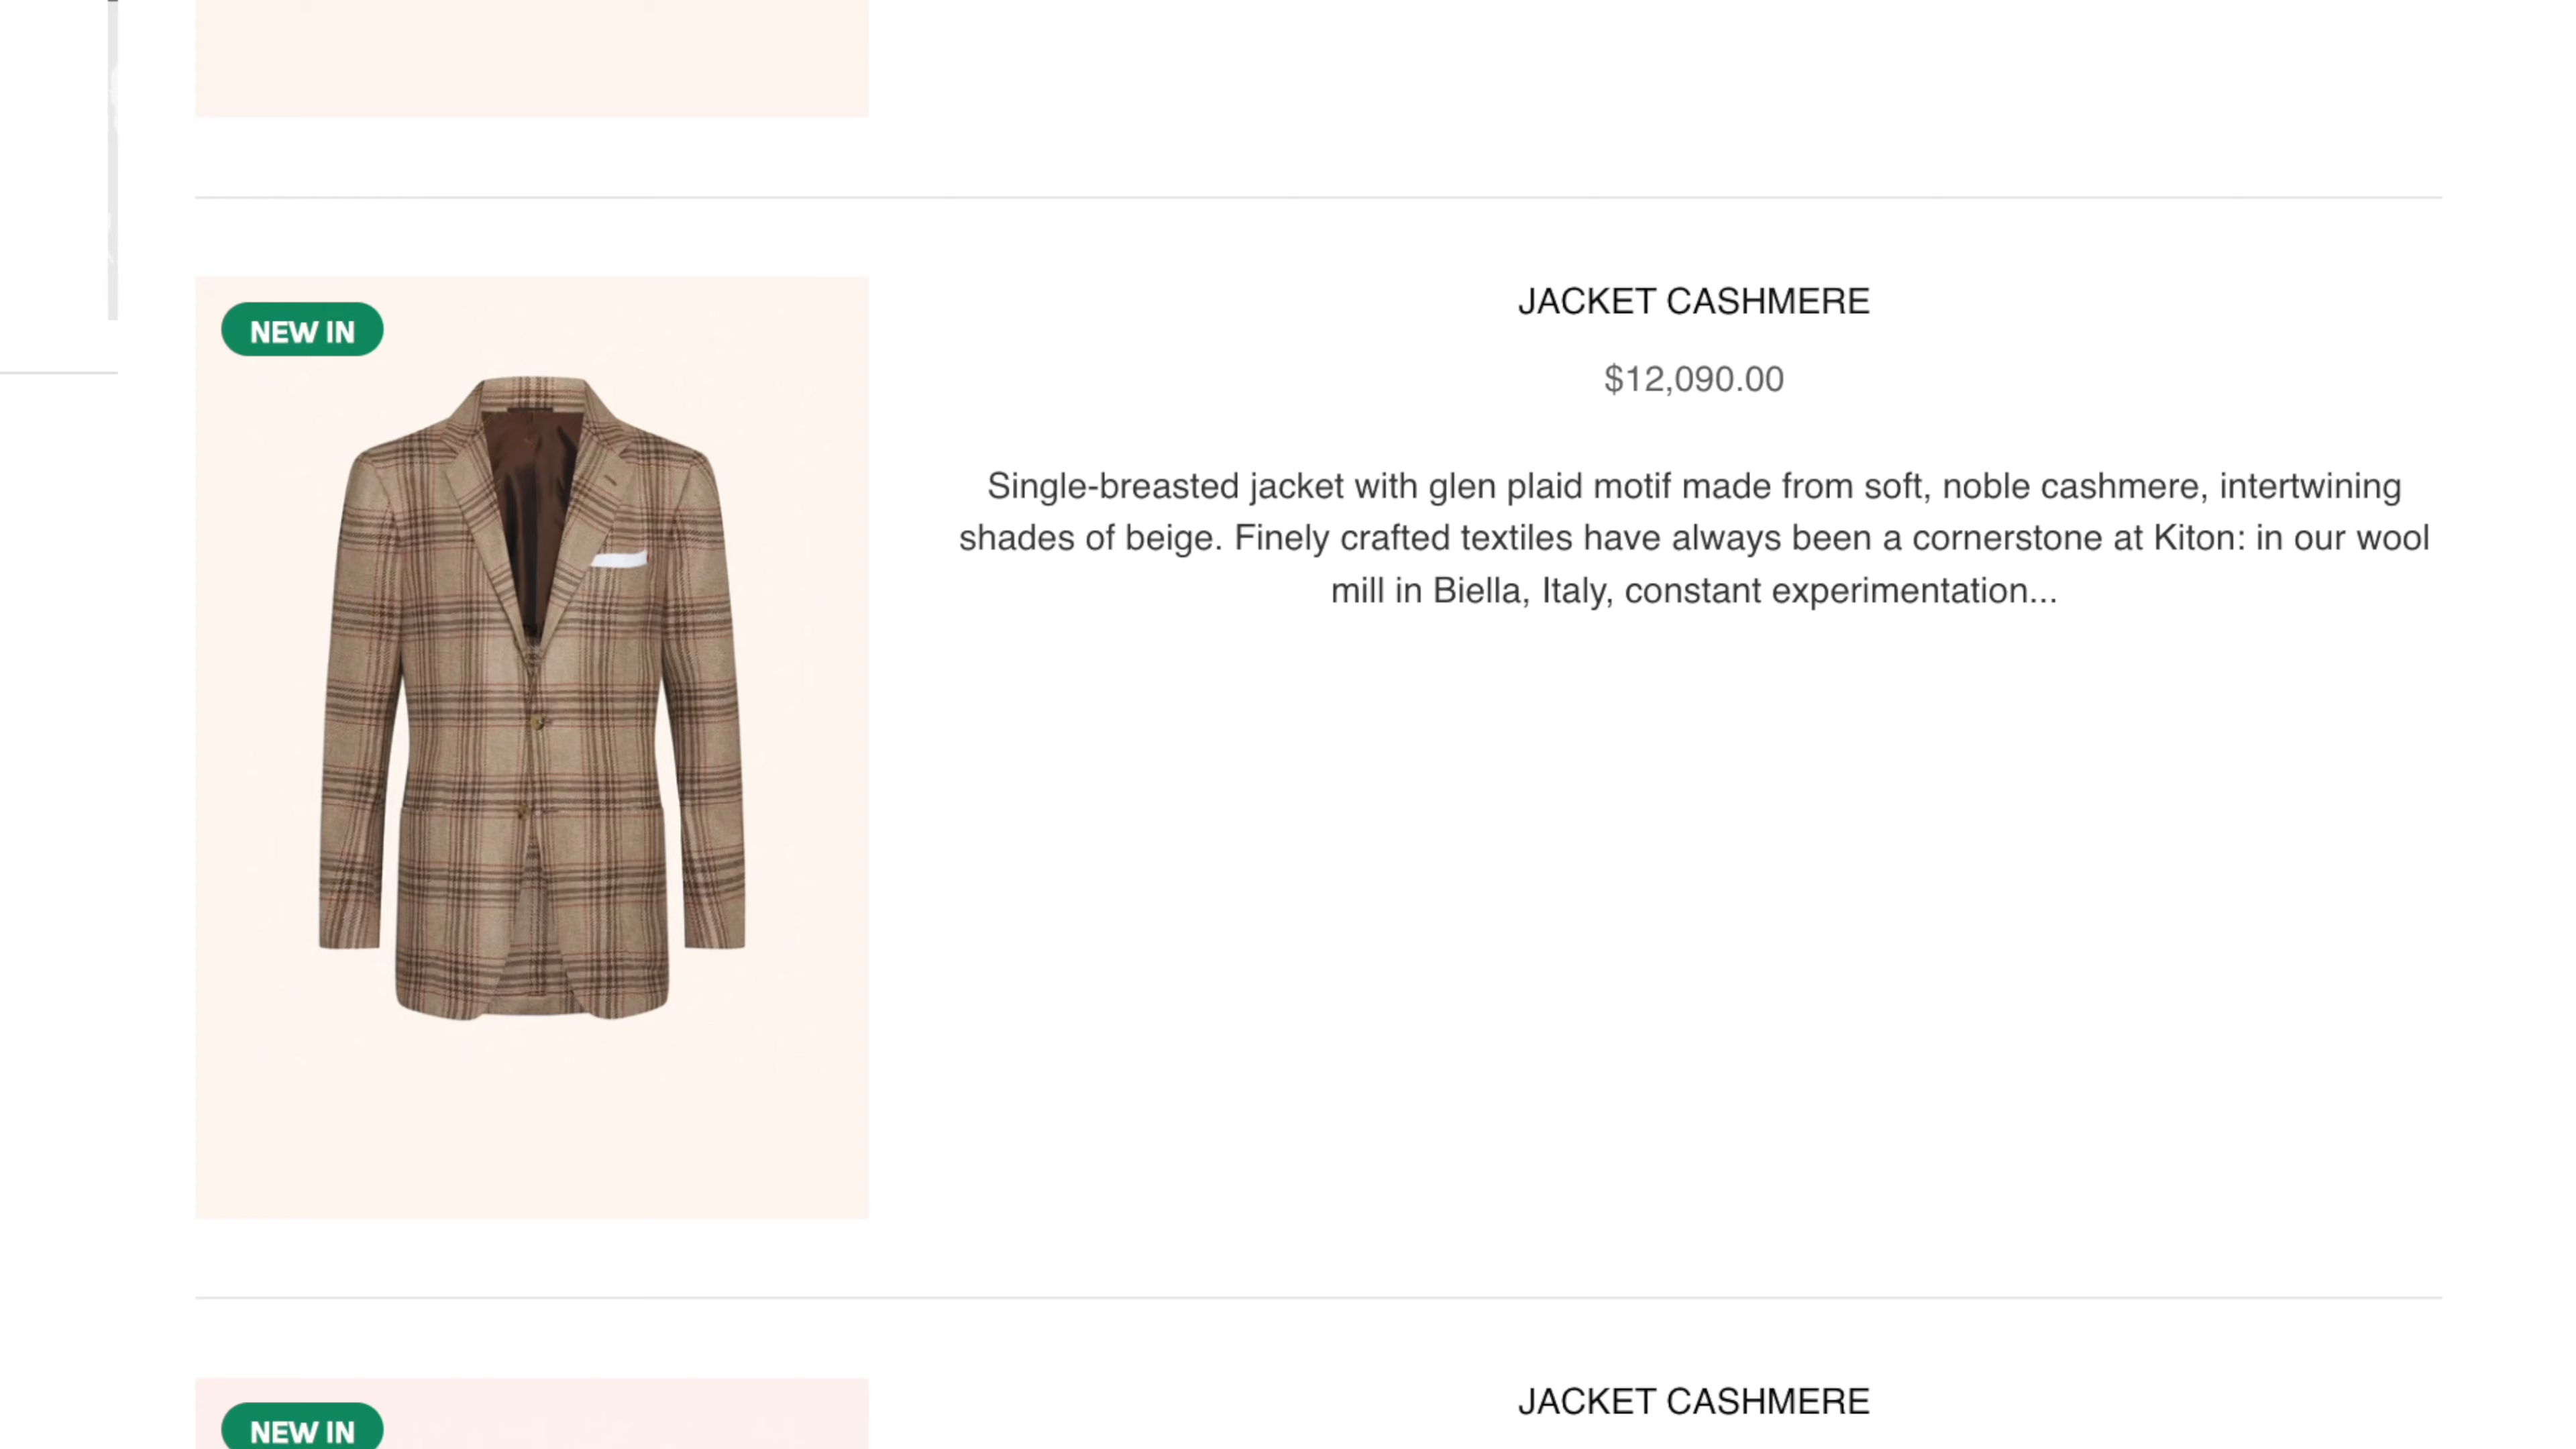 NEW IN
JACKET CASHMERE
$12,090.00
Single-breasted jacket with glen plaid motif made from soft, noble cashmere, intertwining
shades of beige. Finely crafted textiles have always been a cornerstone at Kiton: in our wool
mill in Biella, Italy, constant experimentation...
NEW IN
JACKET CASHMERE